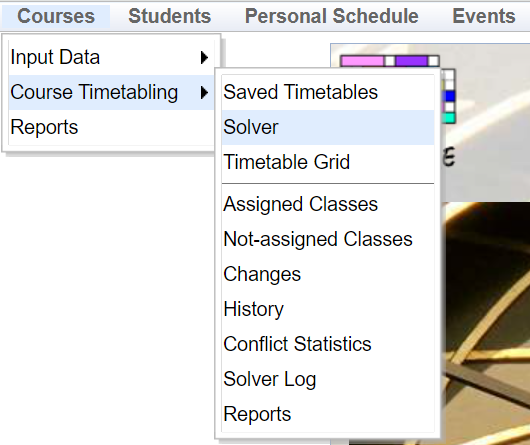 Courses Students Personal Schedule Events
Input Data
Course Timetabling
Reports
Saved Timetables
Solver
Timetable Grid
Assigned Classes
Not-assigned Classes
Changes
History
Conflict Statistics
Solver Log
Reports